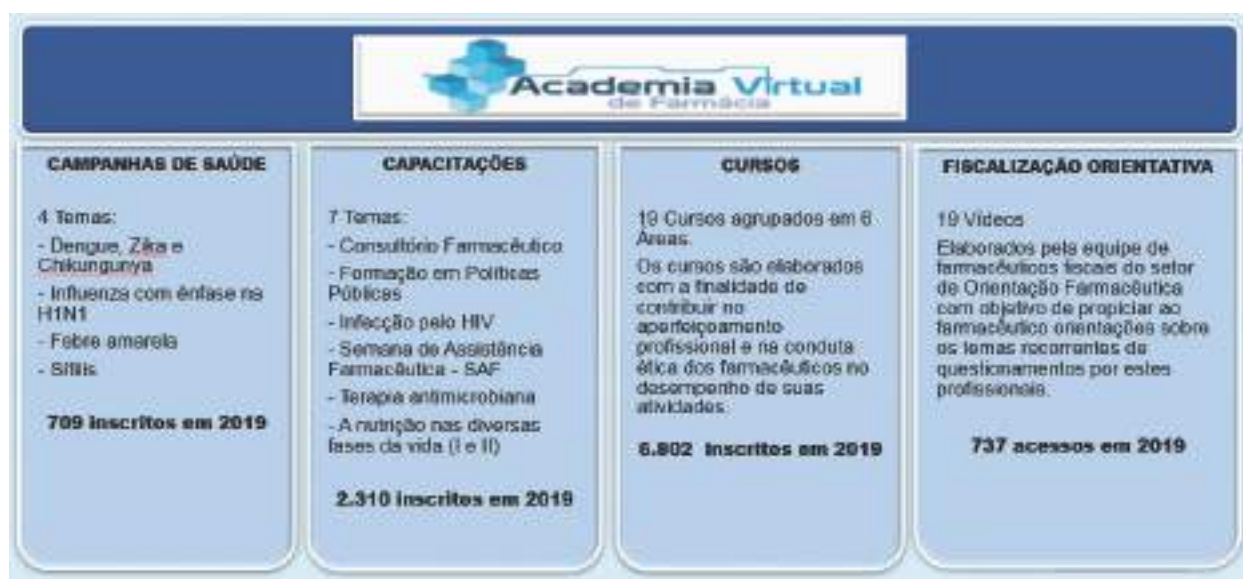 Academia Virtual
de Farmácia
CAMPANHAS DE SAÚDE
4 Temas:
- Dengue, Zika e
Chikungunya
- Influenza com ênfase na
H1N1
- Febre amarela
- Sífilis
709 inscritos em 2019
CAPACITAÇÕES
7 Temas:
- Consultório Farmacêutico
- Formação em Políticas
Públicas
- Infecção pelo HIV
- Semana de Assistência
Farmacêutica - SAF
- Terapia antimicrobiana
- A nutrição nas diversas
fases da vida (I e II)
2.310 inscritos em 2019
CURSOS
19 Cursos agrupados em 6
Áreas.
Os cursos são elaborados
com a finalidade de
contribuir no
aperfeiçoamento
profissional e na conduta
ética dos farmacêuticos no
desempenho de suas
atividades.
6.802 inscritos em 2019
FISCALIZAÇÃO ORIENTATIVA
19 Vídeos
Elaborados pela equipe de
farmacêuticos fiscais do setor
de Orientação Farmacêutica
com objetivo de propiciar ao
farmacêutico orientações sobre
os temas recorrentes de
questionamentos por estes
profissionais.
737 acessos em 2019